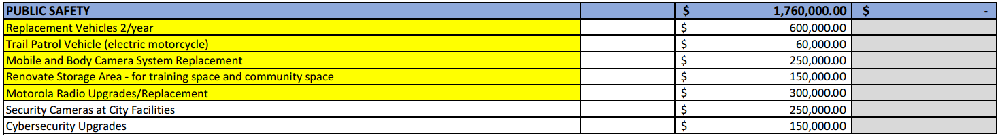 PUBLIC SAFETY $ 1,760,000.00 $ -
Replacement Vehicles 2/year $ 600,000.00
Trail Patrol Vehicle (electric motorcycle) $ 60,000.00
Mobile and Body Camera System Replacement $ 250,000.00
Renovate Storage Area - for training space and community space $ 150,000.00
Motorola Radio Upgrades/Replacement $ 300,000.00
Security Cameras at City Facilities $ 250,000.00
Cybersecurity Upgrades $ 150,000.00